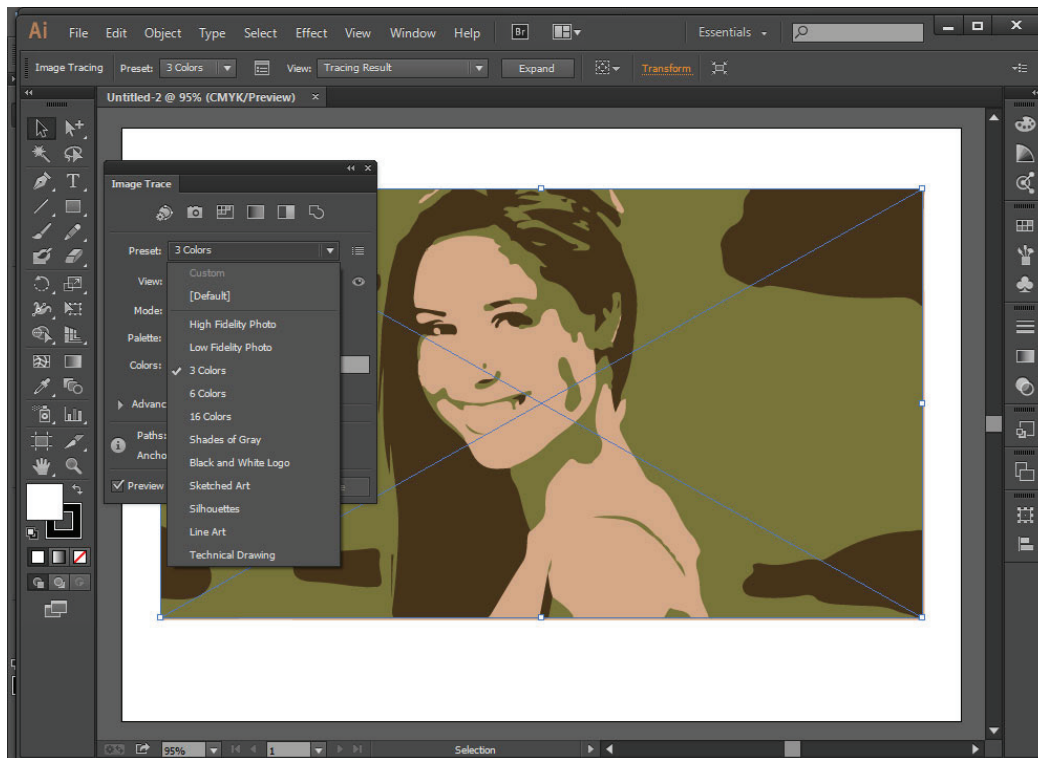 Ai File Edit Object Type Select Effect View Window Help Br Essentials
Image Tracing Preset: 3 Colors View: Tracing Result Expand Transform
Untitled-2 @ 95% (CMYK/Preview) ×
Image Trace
Preset: 3 Colors
View:
Mode:
Palette:
Colors:
Advanc
Paths:
Ancho
Preview
Custom
[Default]
High Fidelity Photo
Low Fidelity Photo
3 Colors
6 Colors
16 Colors
Shades of Gray
Black and White Logo
Sketched Art
Silhouettes
Line Art
Technical Drawing
95% 1 Selection